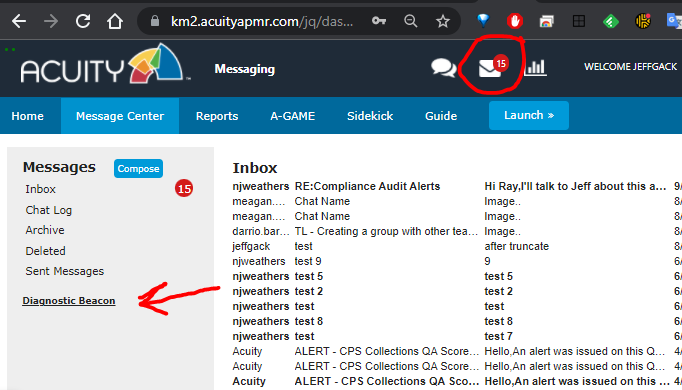 km2.acuityapmr.com/jq/das...
ACUITY
Messaging
15
WELCOME JEFFGACK
Home Message Center Reports A-GAME Sidekick Guide Launch »
Messages Compose
Inbox 15
Chat Log
Archive
Deleted
Sent Messages
Diagnostic Beacon
Inbox
njweathers RE:Compliance Audit Alerts Hi Ray,I'll talk to Jeff about this a... 9/
meagan.... Chat Name Image.. 8/
meagan.... Chat Name Image.. 8/
darrio.bar... TL - Creating a group with other tea... 8/
jeffgack test after truncate 6/
njweathers test 9 9 6/
njweathers test 5 test 5 6/
njweathers test 2 test 2 6/
njweathers test test 6/
njweathers test 8 test 8 6/
njweathers test test 7 6/
Acuity ALERT - CPS Collections QA Score... Hello,An alert was issued on this Q... 4/
Acuity ALERT - CPS Collections QA Score... Hello,An alert was issued on this Q... 4/
Acuity ALERT - CPS Collections QA Sco... Hello,An alert was issued on this... 4/